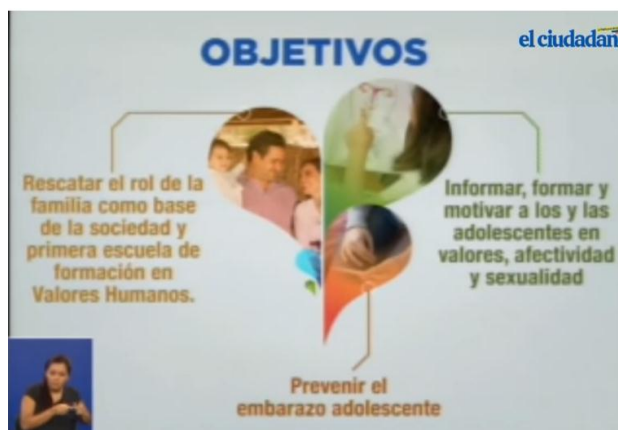 OBJETIVOS
el ciudadan
Rescatar el rol de la
familia como base
de la sociedad y
primera escuela de
formación en
Valores Humanos.
Informar, formar y
motivar a los y las
adolescentes en
valores, afectividad
y sexualidad
Prevenir el
embarazo adolescente